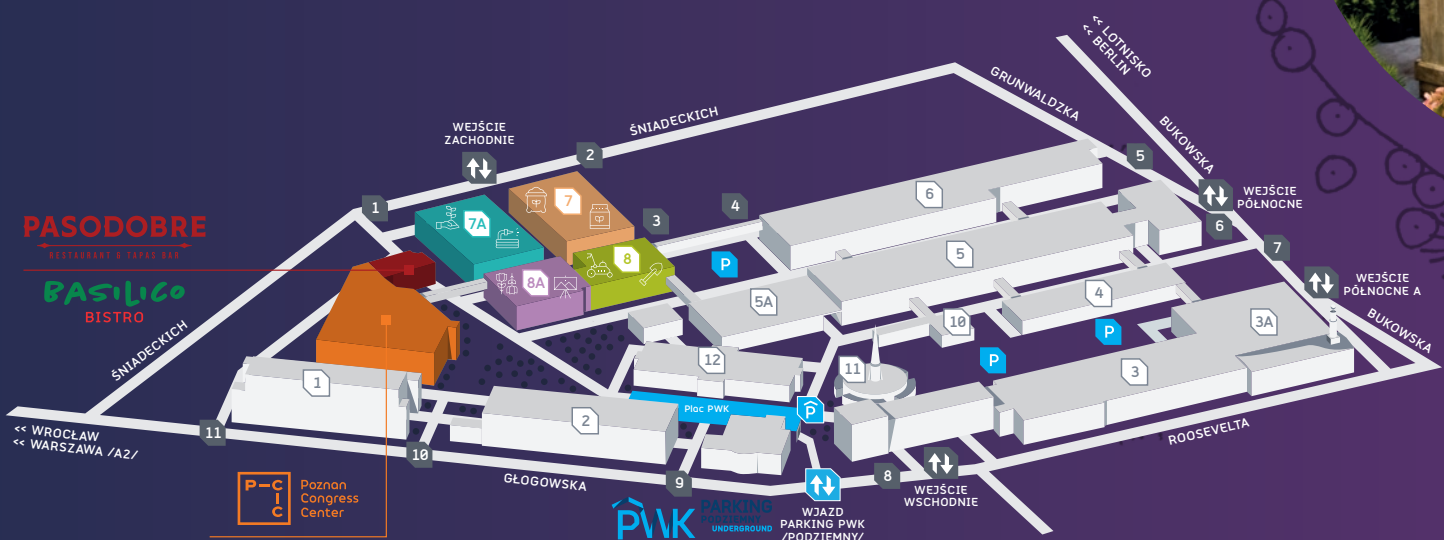 << LOTNISKO
<< BERLIN
GRUNWALDZKA
BUKOWSKA
ŚNIADECKICH
WEJŚCIE
ZACHODNIE
2
5
1
7
6
WEJŚCIE
PÓŁNOCNE
4
3
6
7A
PASODOBRE
RESTAURANT & TAPAS BAR
7
8
5
P
8A
WEJŚCIE
PÓŁNOCNE A
BASILICO
BISTRO
4
5A
10
3A
BUKOWSKA
P
ŚNIADECKICH
12
P
11
3
1
Plac PWK
P
2
<< WROCŁAW
<< WARSZAWA /A2/
11
ROOSEVELTA
10
GŁOGOWSKA
9
8
WEJŚCIE
WSCHODNIE
P-C
I
C
Poznan
Congress
Center
PWK
PARKING
PODZIEMNY
UNDERGROUND
WJAZD
PARKING PWK
/PODZIEMNY/